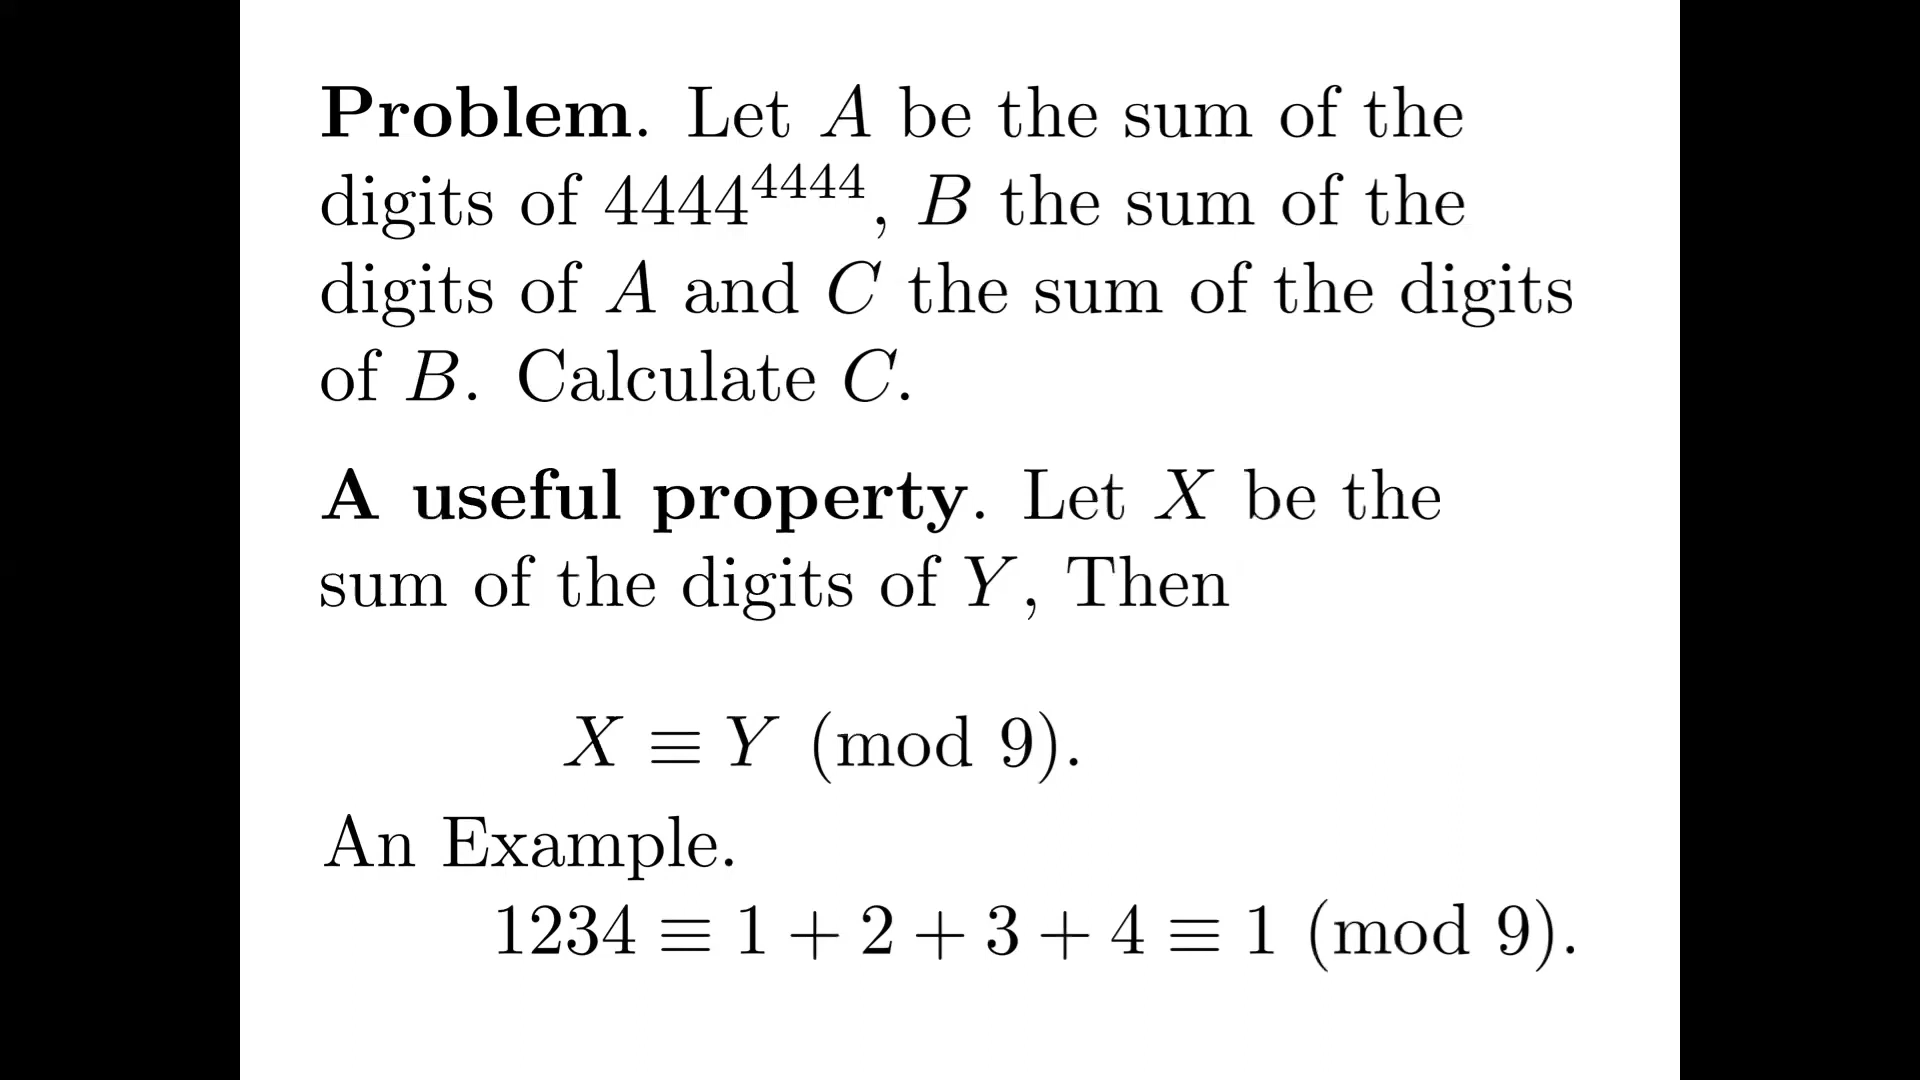 Problem. Let A be the sum of the
digits of 4444^4444, B the sum of the
digits of A and C the sum of the digits
of B. Calculate C.
A useful property. Let X be the
sum of the digits of Y, Then
X ≡ Y (mod 9).
An Example.
1234 ≡ 1 + 2 + 3 + 4 ≡ 1 (mod 9).